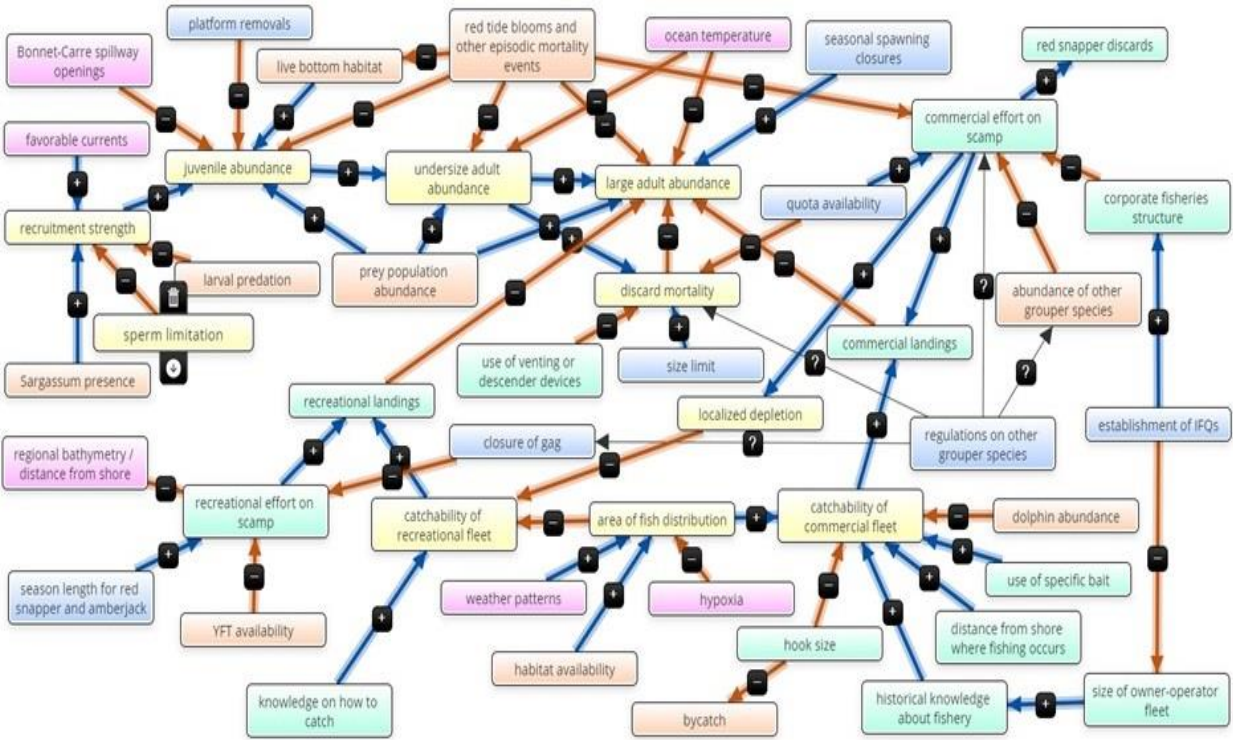 platform removals
red tide blooms and
other episodic mortality
events
ocean temperature
seasonal spawning
closures
red snapper discards
Bonnet-Carre spillway
openings
live bottom habitat
commercial effort on
scamp
favorable currents
juvenile abundance
undersize adult
abundance
large adult abundance
quota availability
corporate fisheries
structure
recruitment strength
larval predation
prey population
abundance
discard mortality
abundance of other
grouper species
sperm limitation
commercial landings
use of venting or
descender devices
size limit
Sargassum presence
recreational landings
localized depletion
establishment of IFQs
regional bathymetry /
distance from shore
closure of gag
regulations on other
grouper species
recreational effort on
scamp
catchability of
recreational fleet
area of fish distribution
catchability of
commercial fleet
dolphin abundance
season length for red
snapper and amberjack
weather patterns
hypoxia
use of specific bait
YFT availability
hook size
distance from shore
where fishing occurs
habitat availability
knowledge on how to
catch
bycatch
historical knowledge
about fishery
size of owner-operator
fleet